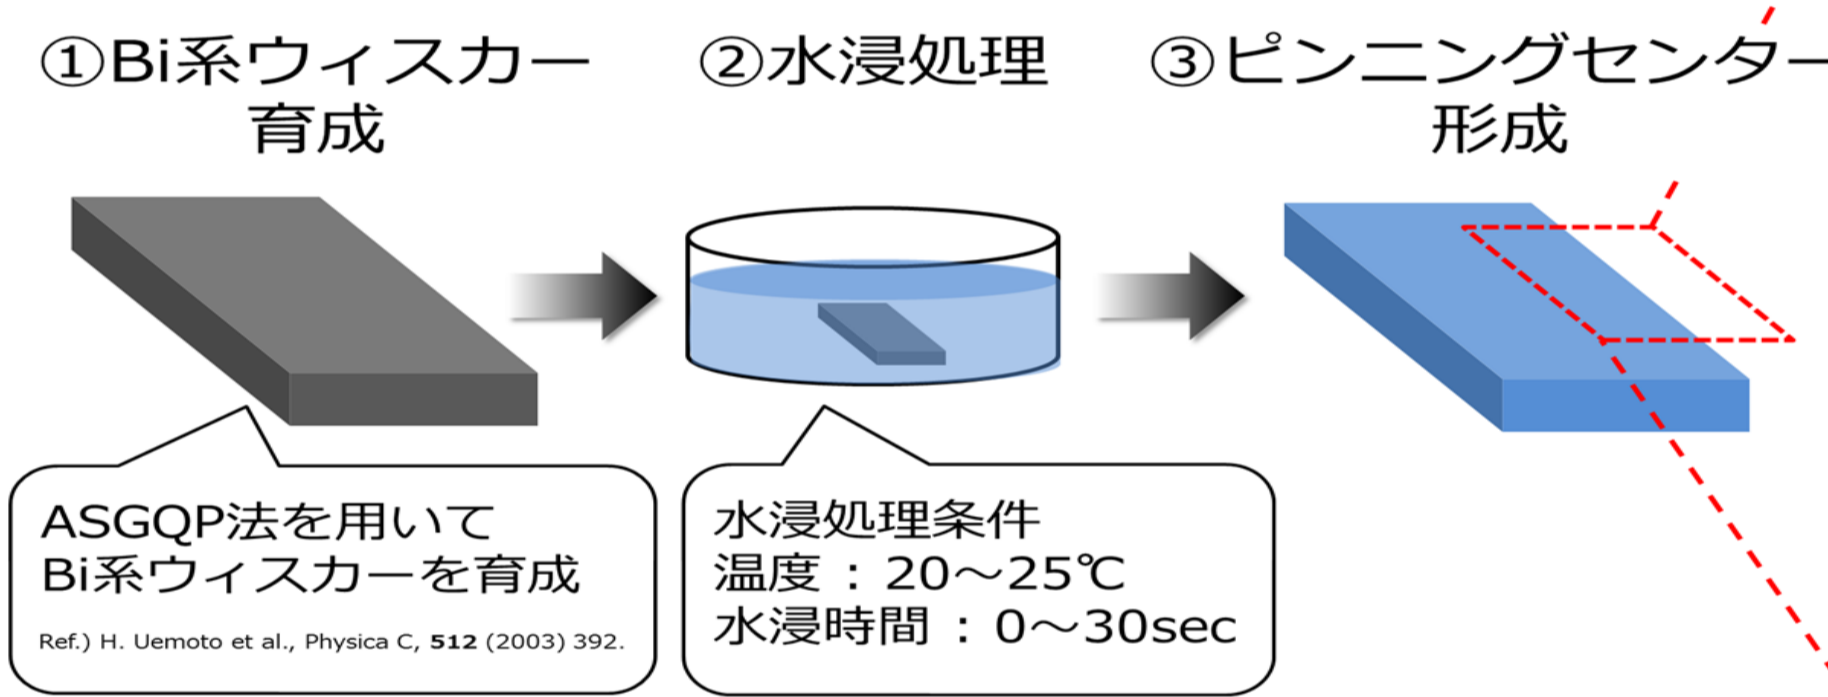 ①Bi系ウィスカー
育成
②水浸処理
③ピンニングセンター
形成
ASGQP法を用いて
Bi系ウィスカーを育成
Ref.) H. Uemoto et al., Physica C, 512 (2003) 392.
水浸処理条件
温度：20～25℃
水浸時間：0～30sec